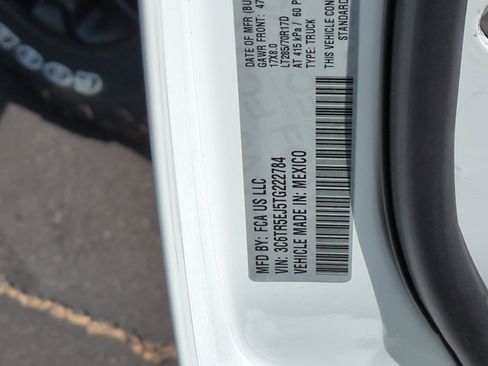 DATE OF MFR
GAWR FRONT: 47
17X8.0
LT285/70R17D
AT 415 kPa / 60 P
TYPE: TRUCK
THIS VEHICLE CON
STANDARD
MFD BY: FCA US LLC
VIN: 3C6TR5EJ5TG222784
VEHICLE MADE IN: MEXICO